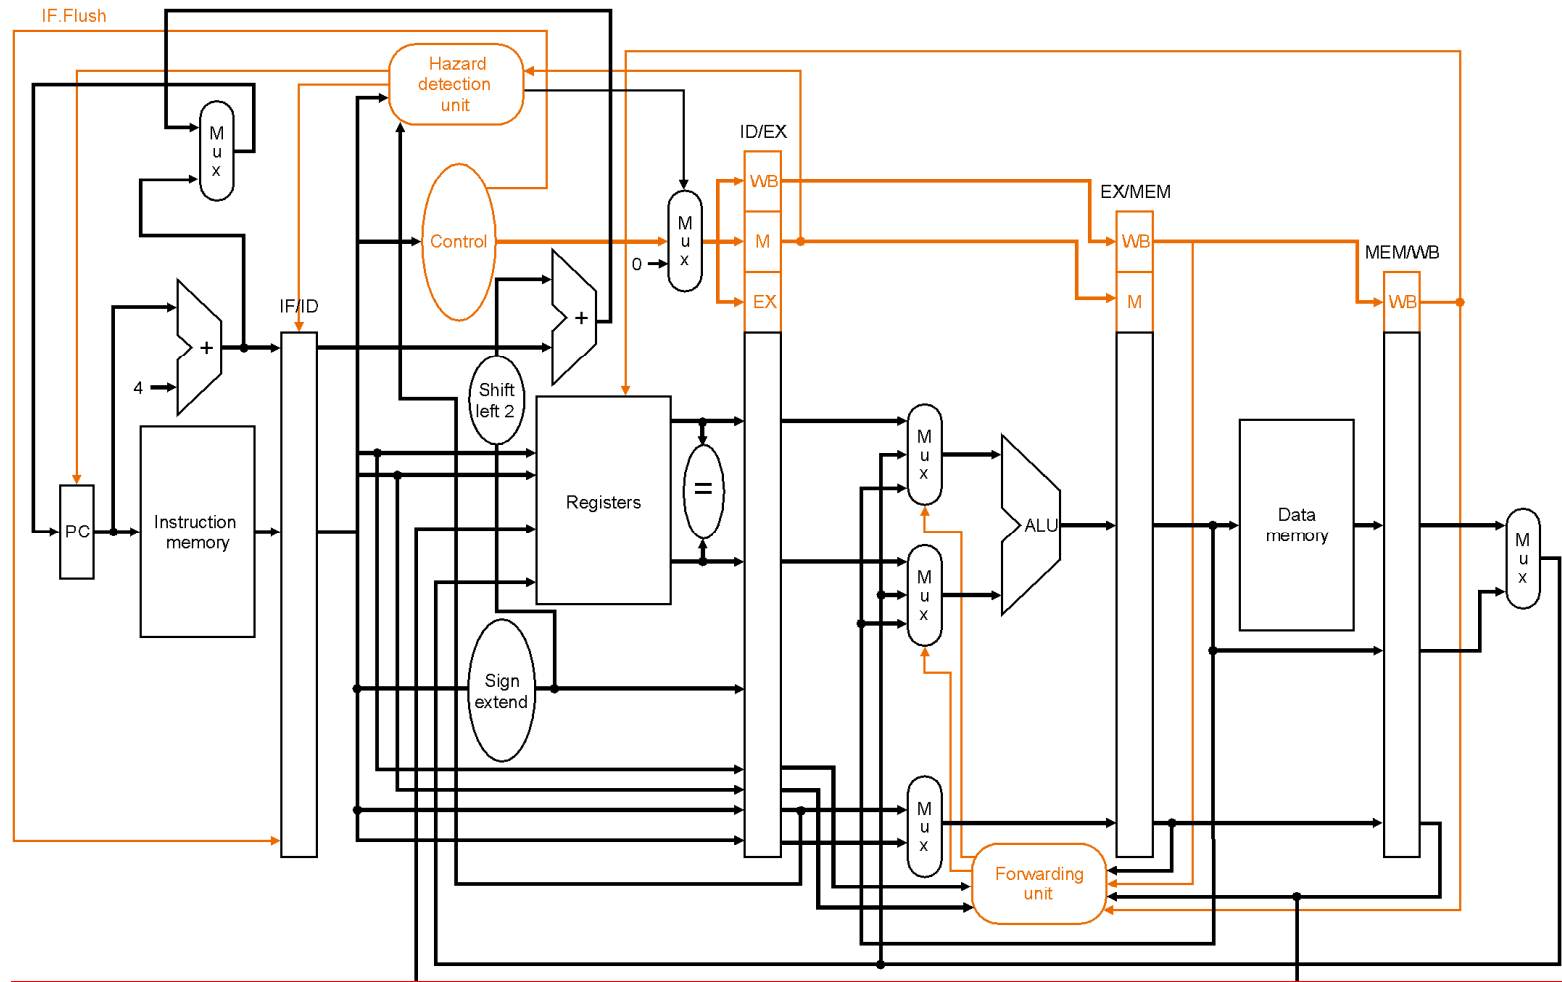 IF.Flush
Hazard
detection
unit
M
u
x
ID/EX
WB
M
EX
EX/MEM
WB
M
MEM/WB
WB
Control
M
u
x
0
IF/ID
+
4
+
Shift
left 2
Registers
=
M
u
x
M
u
x
ALU
PC
Instruction
memory
Data
memory
M
u
x
Sign
extend
M
u
x
Forwarding
unit